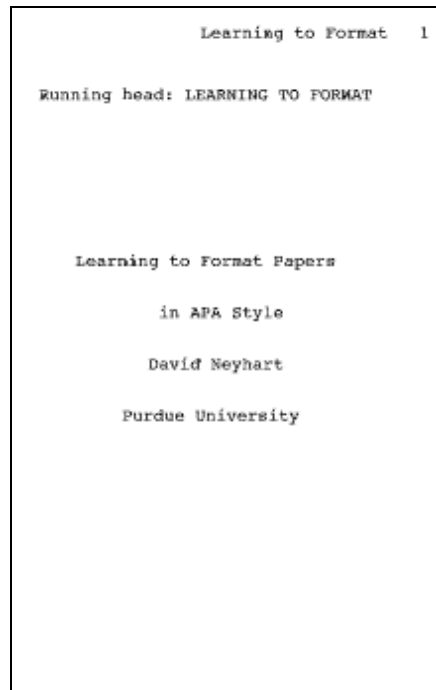 Learning to Format 1
Running head: LEARNING TO FORMAT
Learning to Format Papers
in APA Style
David Neyhart
Purdue University